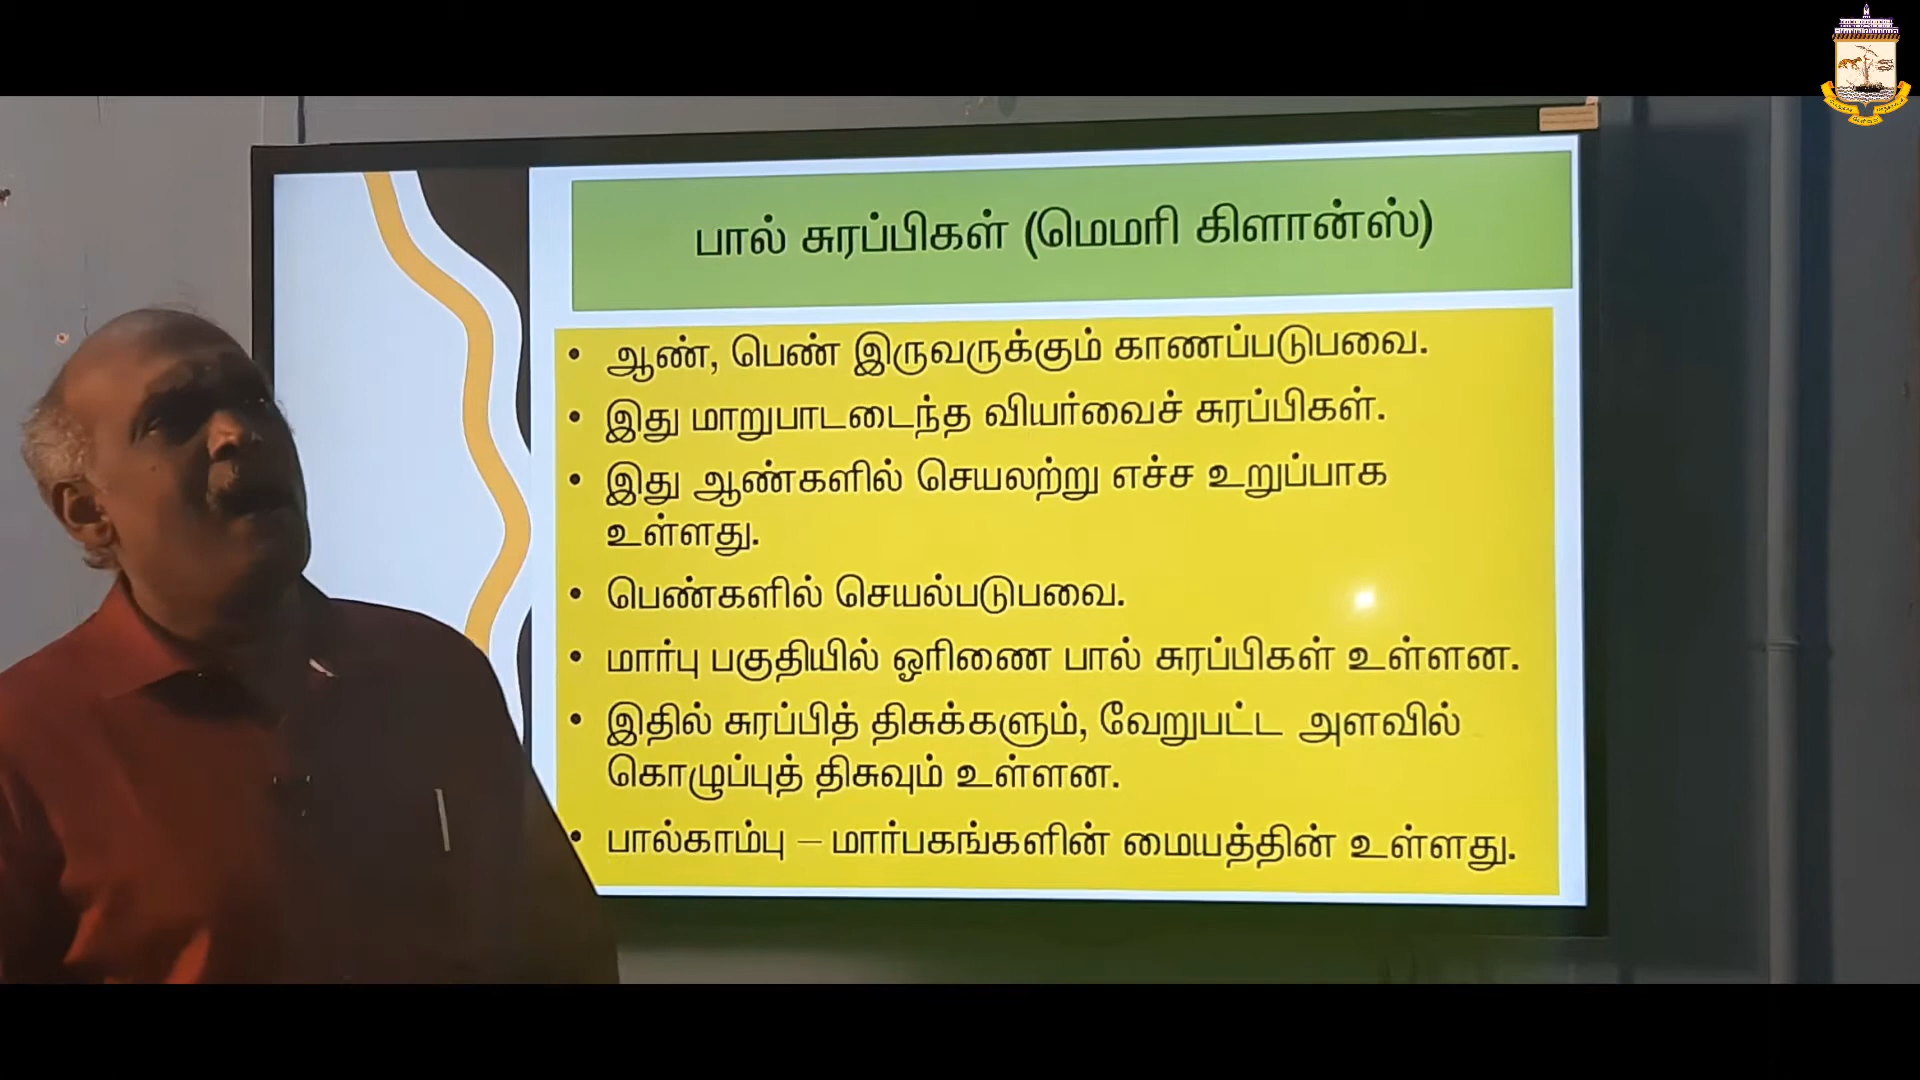 பால் சுரப்பிகள் (மெமரி கிளான்ஸ்)
• ஆண், பெண் இருவருக்கும் காணப்படுபவை.
• இது மாறுபாடடைந்த வியர்வைச் சுரப்பிகள்.
• இது ஆண்களில் செயலற்று எச்ச உறுப்பாக
உள்ளது.
• பெண்களில் செயல்படுபவை.
• மார்பு பகுதியில் ஓரிணை பால் சுரப்பிகள் உள்ளன.
• இதில் சுரப்பித் திசுக்களும், வேறுபட்ட அளவில்
கொழுப்புத் திசுவும் உள்ளன.
• பால்காம்பு – மார்பகங்களின் மையத்தின் உள்ளது.